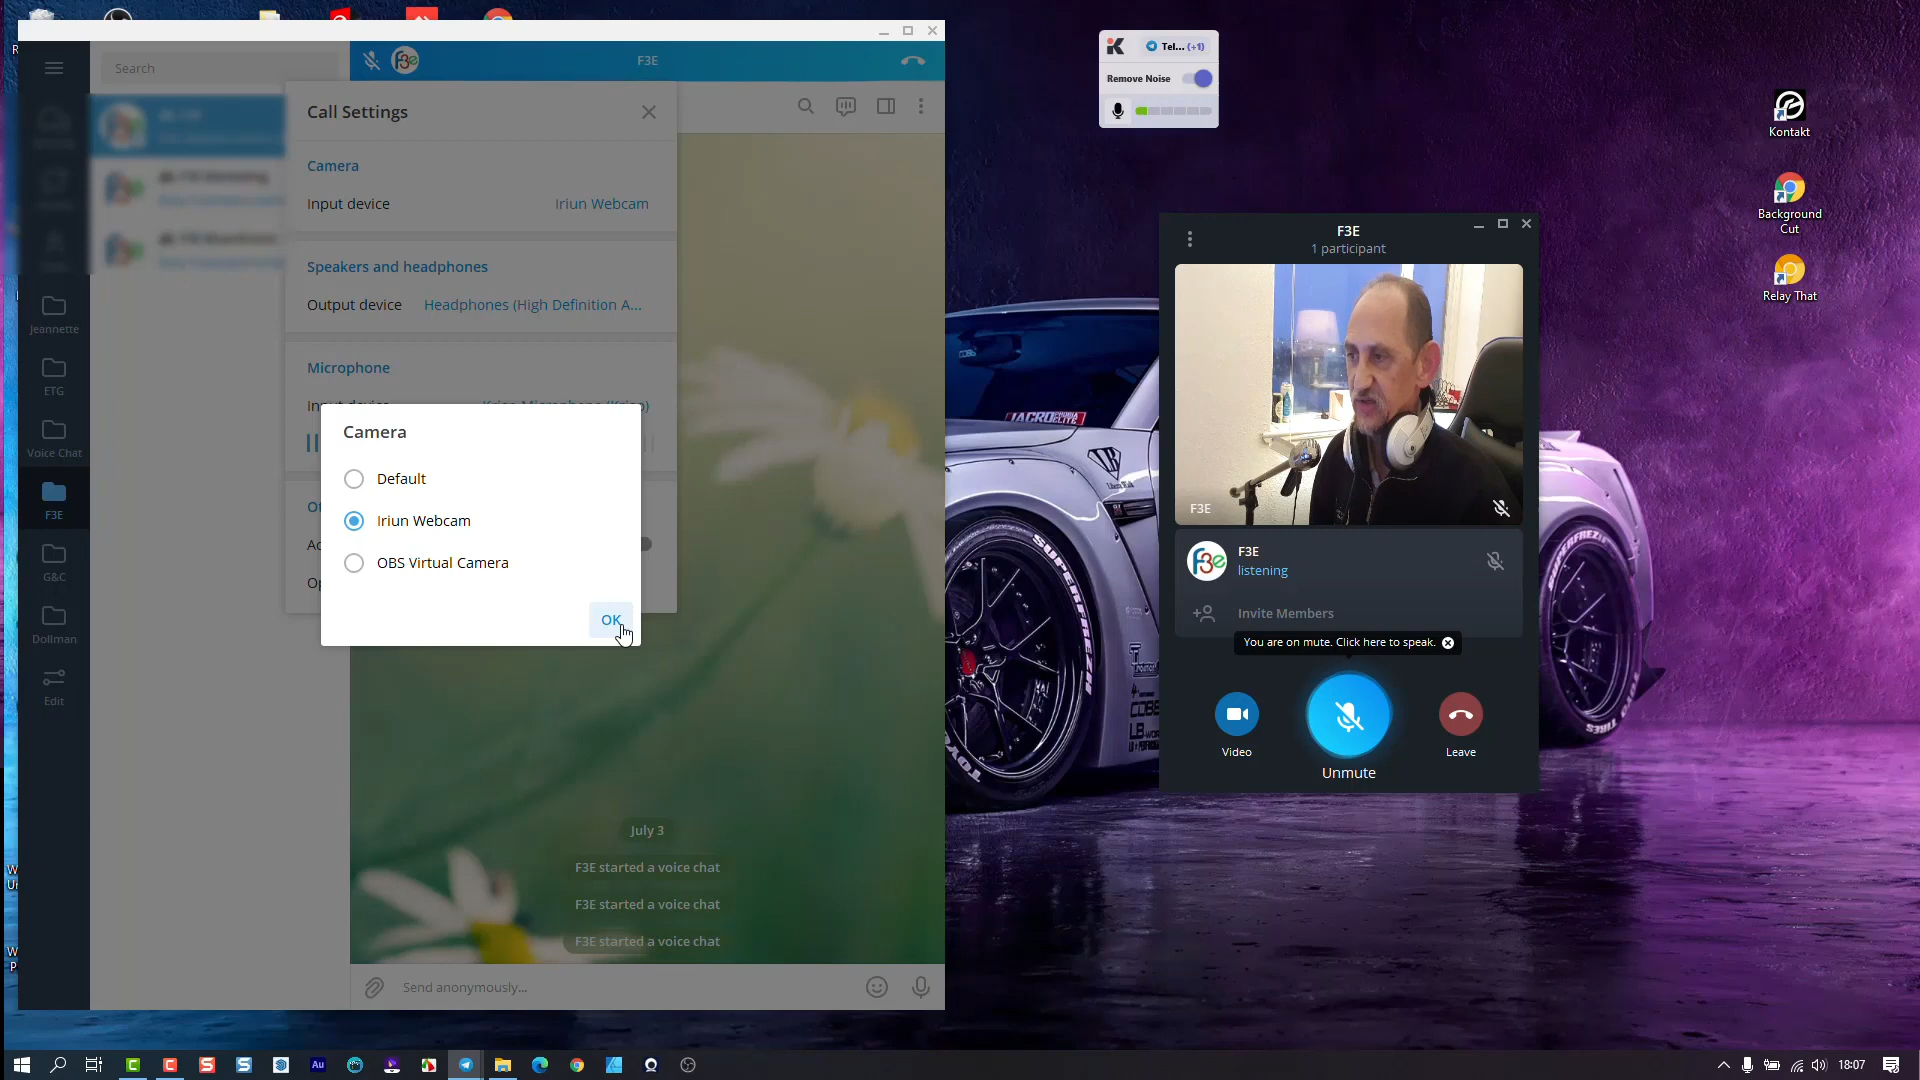 Search
F3E
Call Settings
Camera
Input device
Iriun Webcam
Speakers and headphones
Output device
Headphones (High Definition A...
Microphone
Camera
Default
Iriun Webcam
OBS Virtual Camera
OK
Jeannette
ETG
Voice Chat
F3E
G&C
Dollman
Edit
July 3
F3E started a voice chat
F3E started a voice chat
F3E started a voice chat
Send anonymously...
Tel... (+1)
Remove Noise
Kontakt
Background
Cut
Relay That
F3E
1 participant
F3E
F3e
F3E
listening
Invite Members
You are on mute. Click here to speak.
Video
Unmute
Leave
SUPERFREZH
18:07